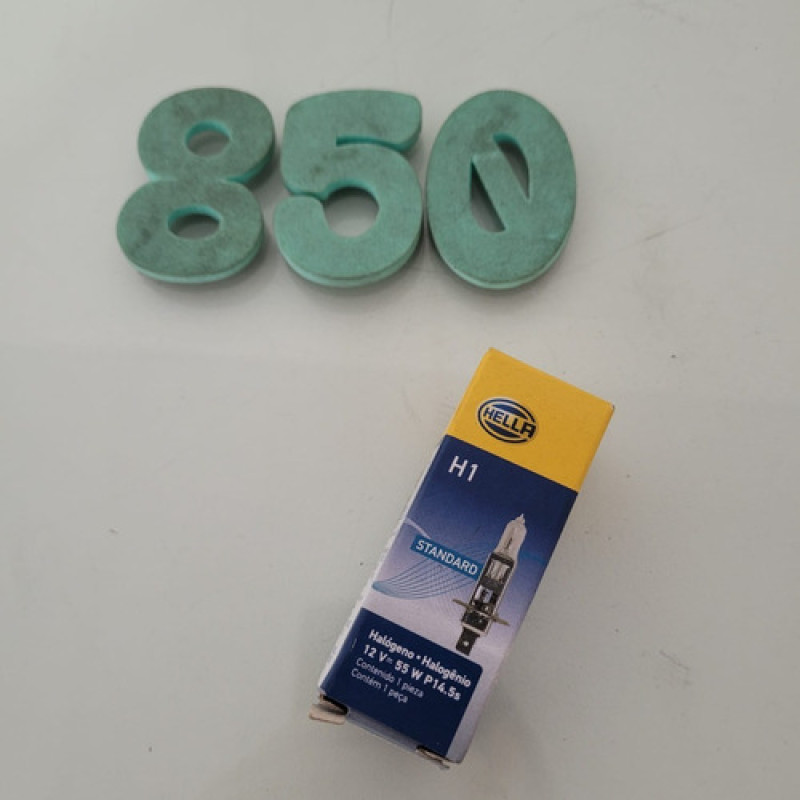 850
HELLA
H1
STANDARD
Halógeno • Halogênio
12 V= 55 W P14.5s
Contenido 1 pieza
Contém 1 peça